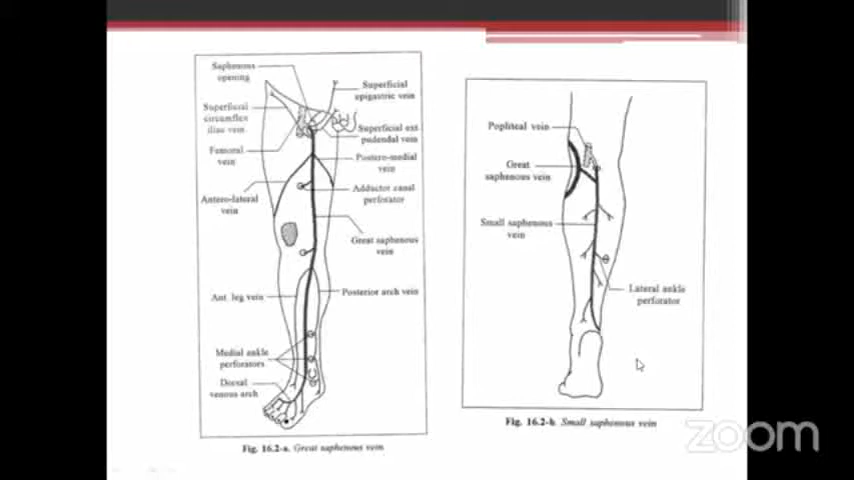 Saphenous
opening
Superficial
circumflex
iliac vein
Femoral
vein
Antero-lateral
vein
Ant. leg vein
Medial ankle
perforators
Dorsal
venous arch
Superficial
epigastric vein
Superficial ext
pudendal vein
Postero-medial
vein
Adductor canal
perforator
Great saphenous
vein
Posterior arch vein
Fig. 16.2-a. Great saphenous vein
Popliteal vein
Great
saphenous vein
Small saphenous
vein
Lateral ankle
perforator
Fig. 16.2-b. Small saphenous vein
zoom